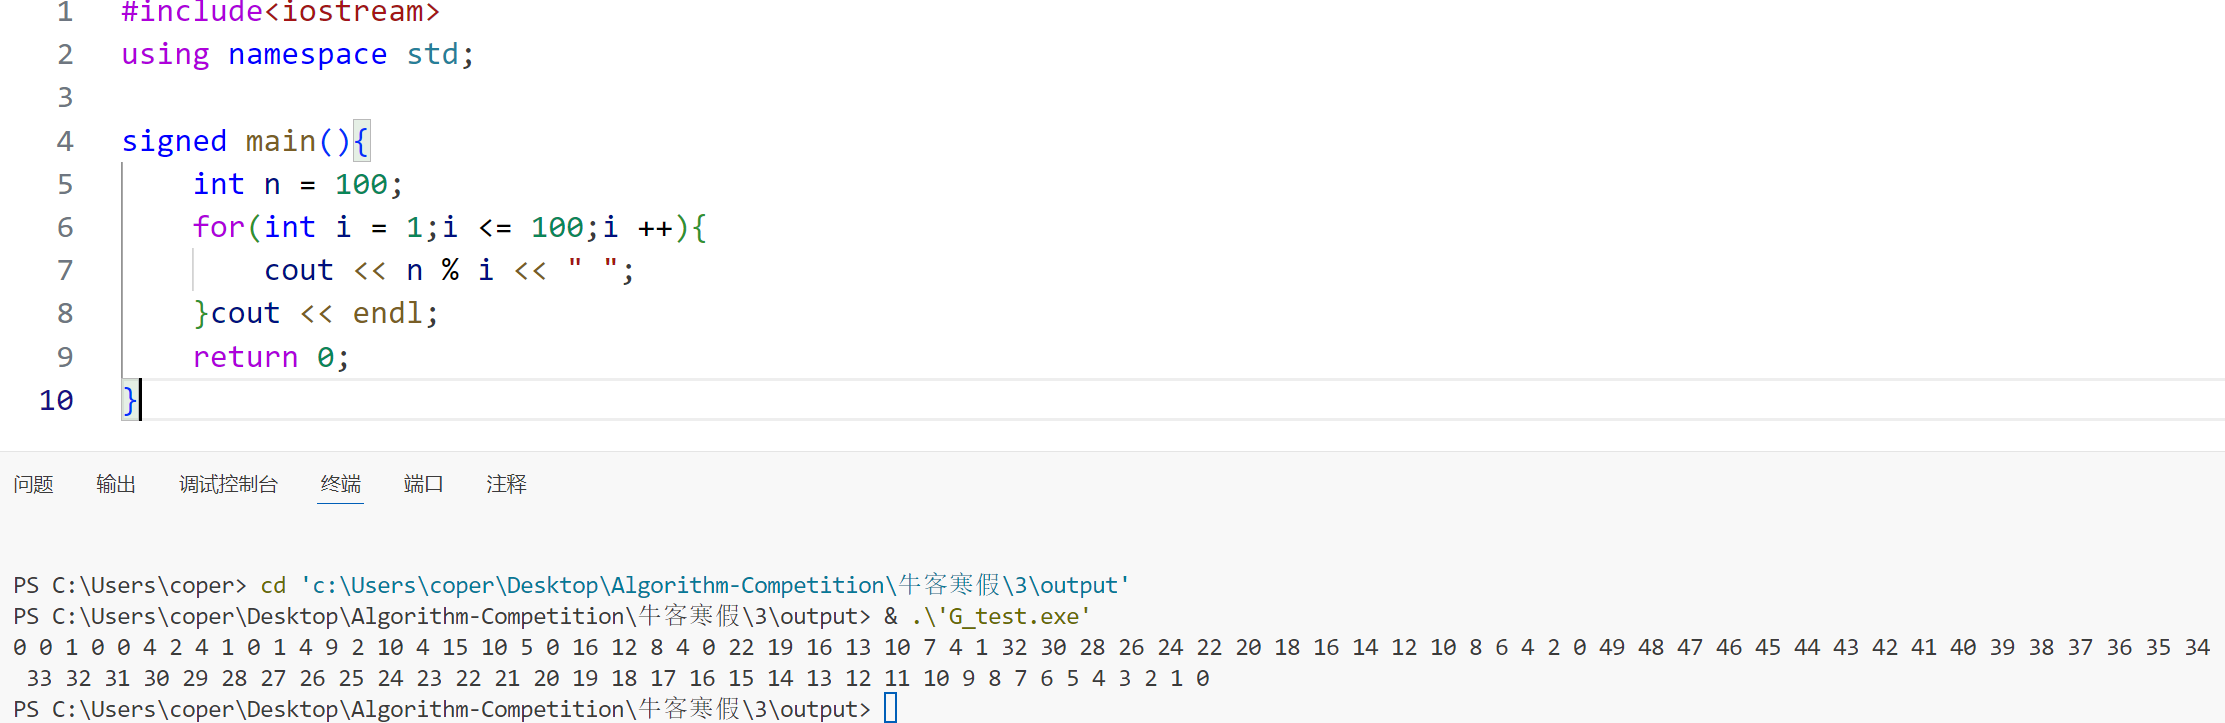 1 #include<iostream>
2 using namespace std;
3
4 signed main(){
5     int n = 100;
6     for(int i = 1;i <= 100;i ++){
7         cout << n % i << " ";
8     }cout << endl;
9     return 0;
10 }
问题 输出 调试控制台 终端 端口 注释
PS C:\Users\coper> cd 'c:\Users\coper\Desktop\Algorithm-Competition\牛客寒假\3\output'
PS C:\Users\coper\Desktop\Algorithm-Competition\牛客寒假\3\output> & .\'G_test.exe'
0 0 1 0 0 4 2 4 1 0 1 4 9 2 10 4 15 10 5 0 16 12 8 4 0 22 19 16 13 10 7 4 1 32 30 28 26 24 22 20 18 16 14 12 10 8 6 4 2 0 49 48 47 46 45 44 43 42 41 40 39 38 37 36 35 34
33 32 31 30 29 28 27 26 25 24 23 22 21 20 19 18 17 16 15 14 13 12 11 10 9 8 7 6 5 4 3 2 1 0
PS C:\Users\coper\Desktop\Algorithm-Competition\牛客寒假\3\output>